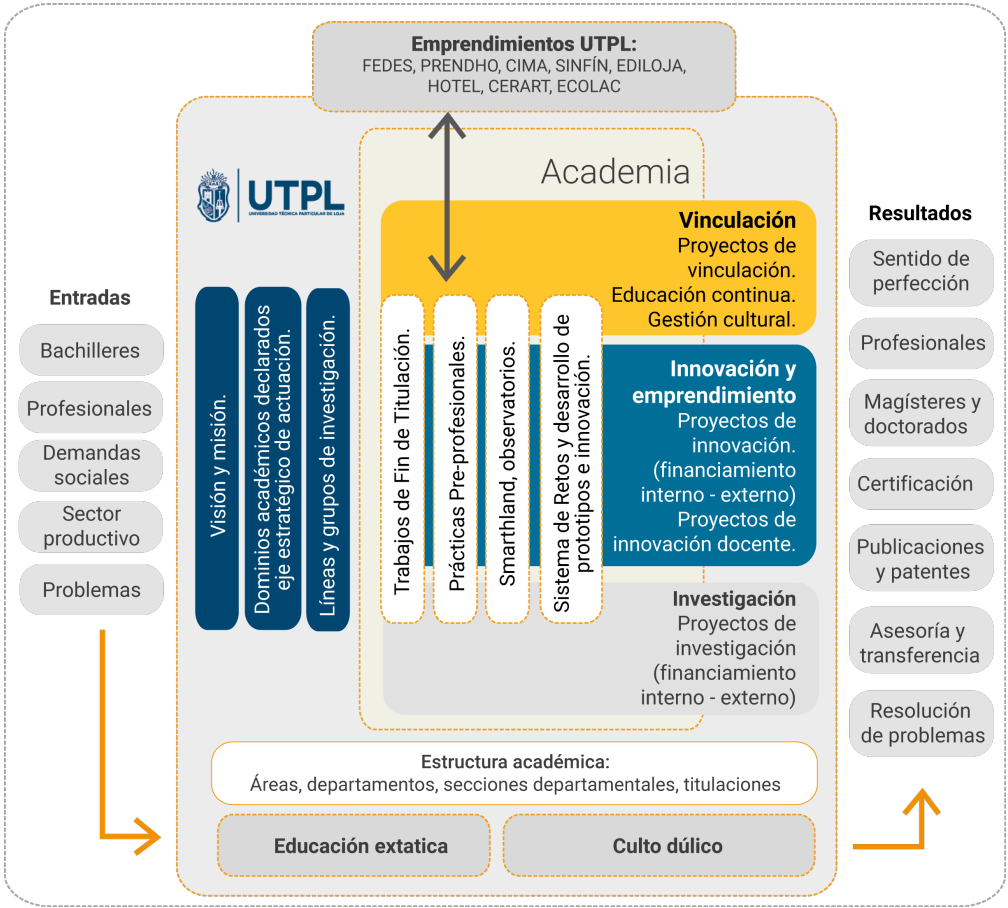 Emprendimientos UTPL:
FEDES, PRENDHO, CIMA, SINFÍN, EDILOJA,
HOTEL, CERART, ECOLAC
UTPL
UNIVERSIDAD TÉCNICA PARTICULAR DE LOJA
Academia
Entradas
Bachilleres
Profesionales
Demandas
sociales
Sector
productivo
Problemas
Visión y misión.
Dominios académicos declarados
eje estratégico de actuación.
Líneas y grupos de investigación.
Vinculación
Proyectos de
vinculación.
Educación continua.
Gestión cultural.
Trabajos de Fin de Titulación.
Prácticas Pre-profesionales.
Smarthland, observatorios.
Sistema de Retos y desarrollo de
prototipos e innovación.
Innovación y
emprendimiento
Proyectos de
innovación.
(financiamiento
interno - externo)
Proyectos de
innovación docente.
Investigación
Proyectos de
investigación
(financiamiento
interno - externo)
Estructura académica:
Áreas, departamentos, secciones departamentales, titulaciones
Educación extatica
Culto dúlico
Resultados
Sentido de
perfección
Profesionales
Magísteres y
doctorados
Certificación
Publicaciones
y patentes
Asesoría y
transferencia
Resolución
de problemas